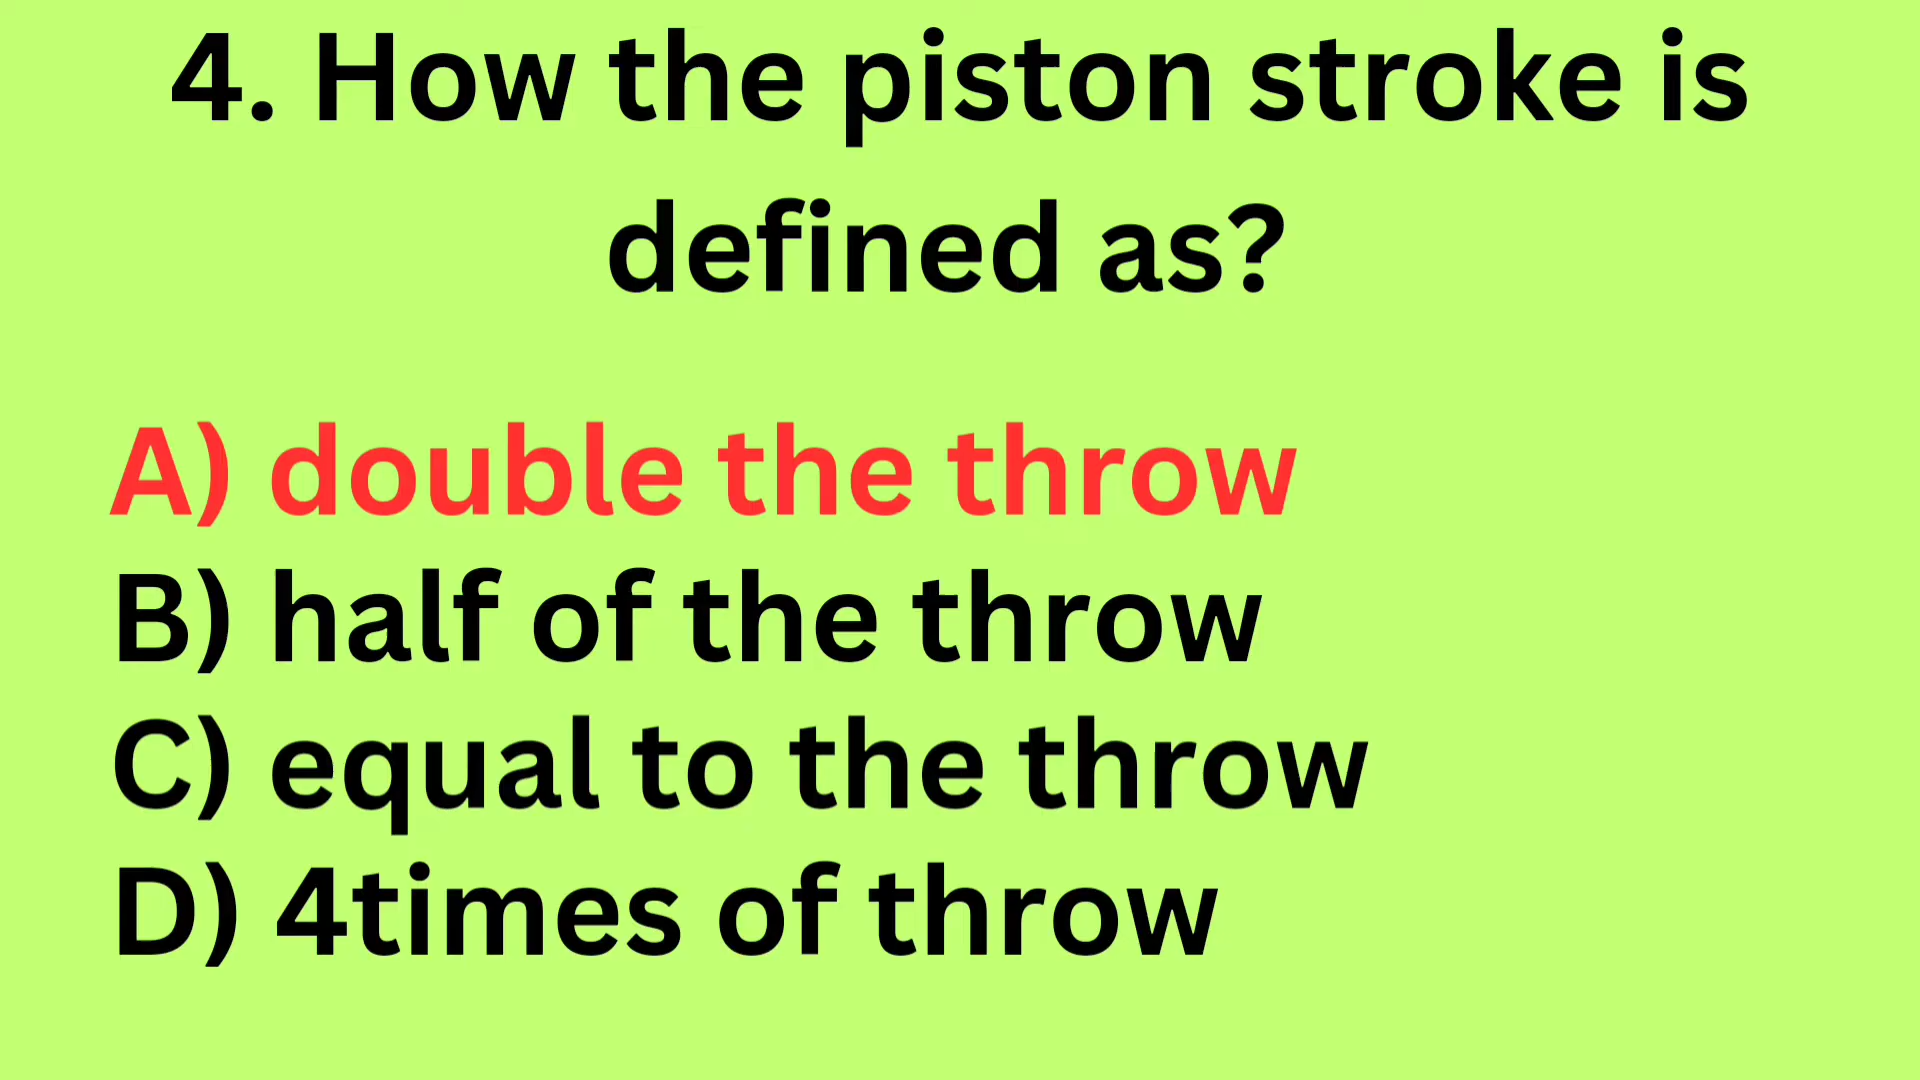 4. How the piston stroke is
defined as?
A) double the throw
B) half of the throw
C) equal to the throw
D) 4times of throw